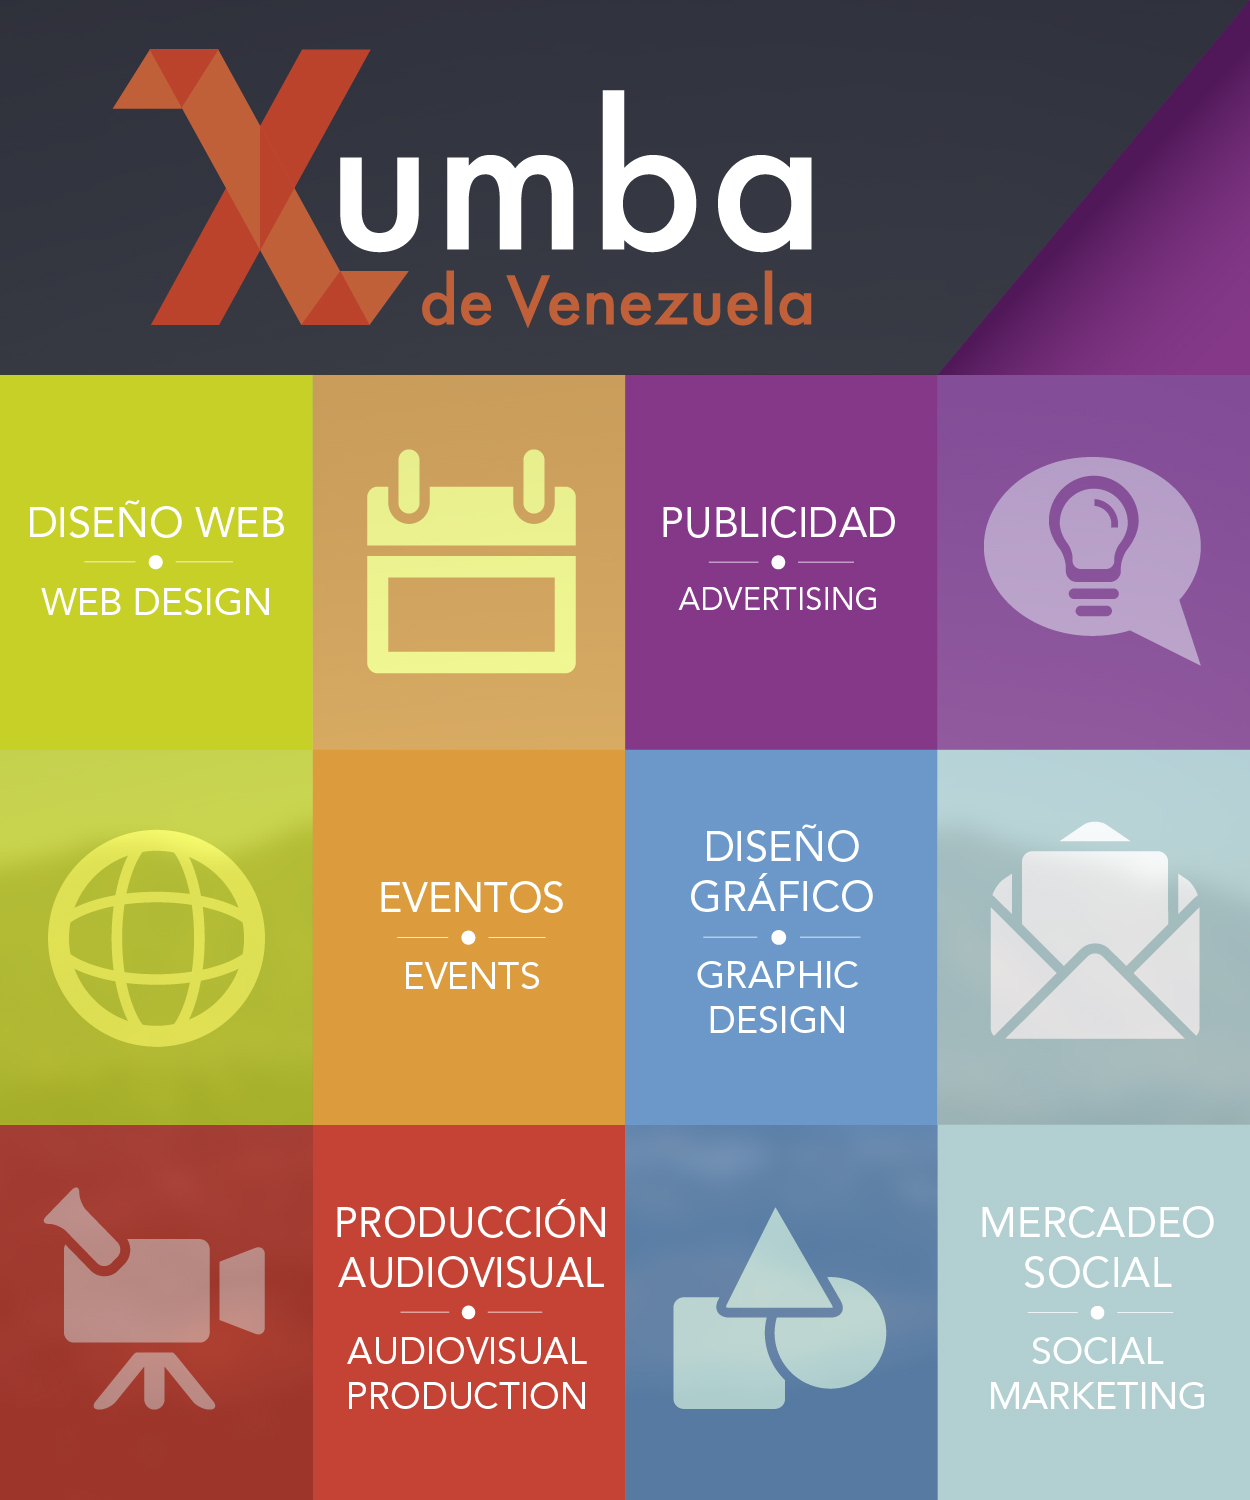 Xumba
de Venezuela
DISEÑO WEB
WEB DESIGN
PUBLICIDAD
ADVERTISING
EVENTOS
EVENTS
DISEÑO
GRÁFICO
GRAPHIC
DESIGN
PRODUCCIÓN
AUDIOVISUAL
AUDIOVISUAL
PRODUCTION
MERCADEO
SOCIAL
SOCIAL
MARKETING